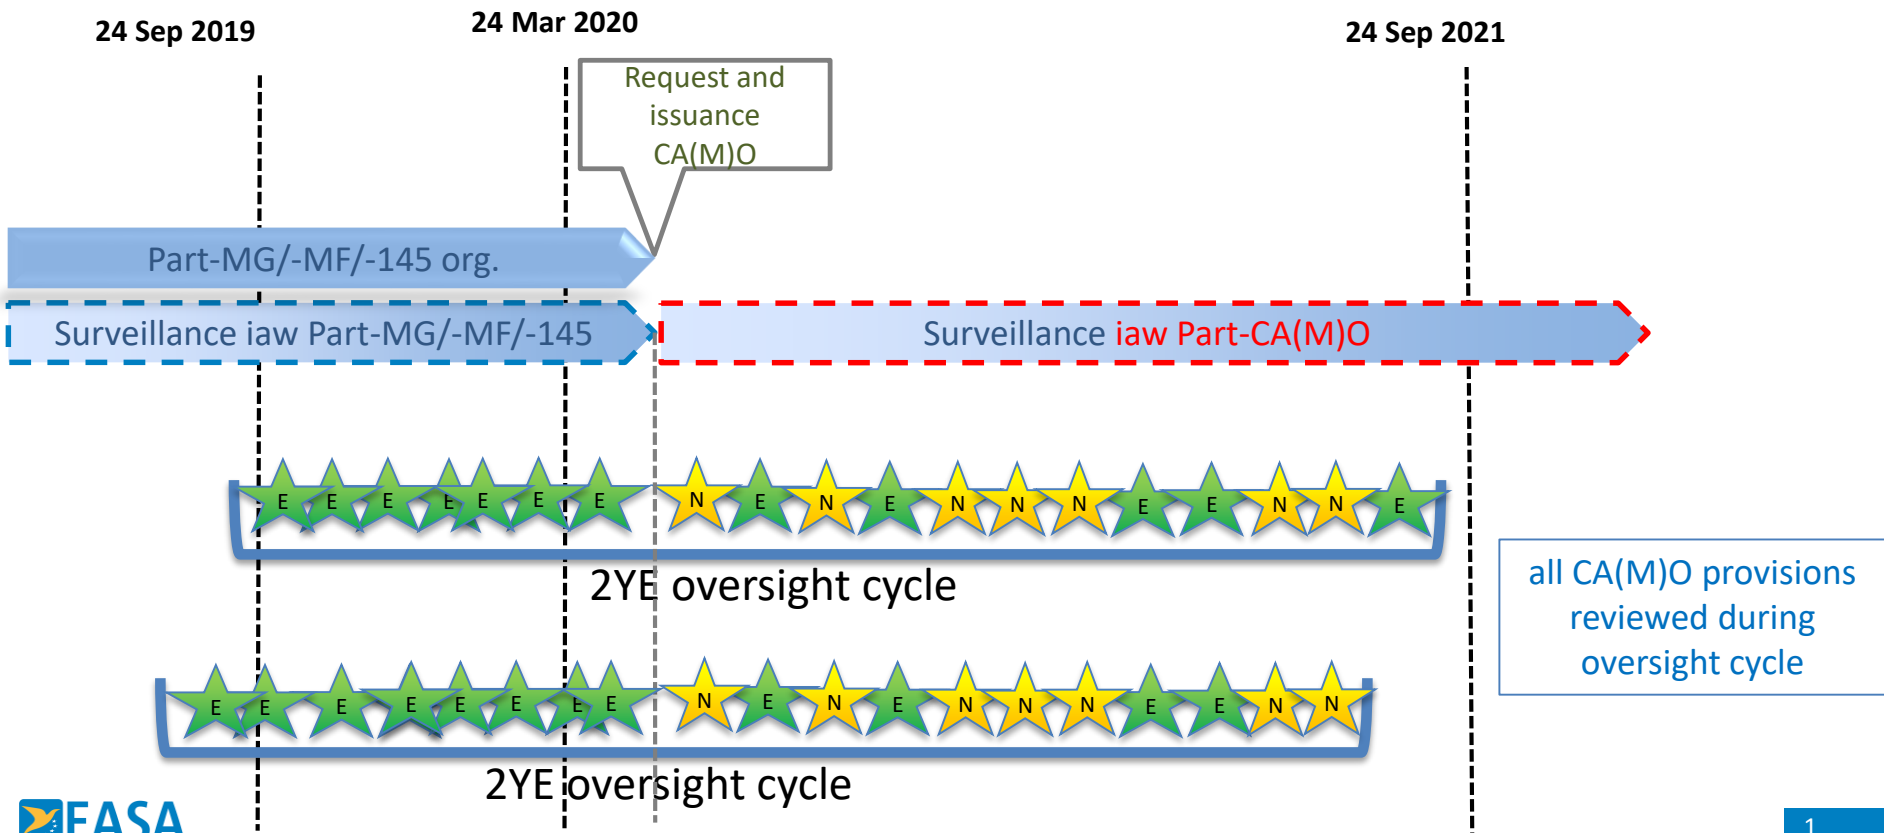 24 Sep 2019
24 Mar 2020
24 Sep 2021
Request and
issuance
CA(M)O
Part-MG/-MF/-145 org.
Surveillance iaw Part-MG/-MF/-145
Surveillance iaw Part-CA(M)O
E E E E E E E N E N E N N N E E N N E
2YE oversight cycle
all CA(M)O provisions
reviewed during
oversight cycle
E E E E E E E E N E N E N N N E E N N
2YE oversight cycle
EASA
1